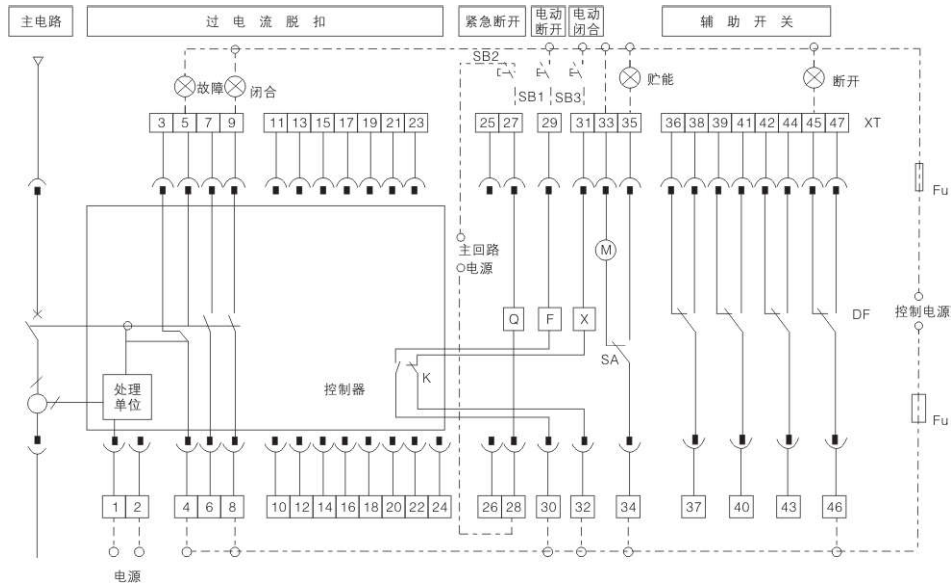 主电路 过电流脱扣 紧急断开 电动断开 电动闭合 辅助开关
SB2
故障 闭合 SB1 SB3 贮能 断开
3 5 7 9 11 13 15 17 19 21 23 25 27 29 31 33 35 36 38 39 41 42 44 45 47 XT
Fu
主回路
电源
M
Q F X DF 控制电源
SA
K
处理
单位
控制器
Fu
1 2 4 6 8 10 12 14 16 18 20 22 24 26 28 30 32 34 37 40 43 46
电源